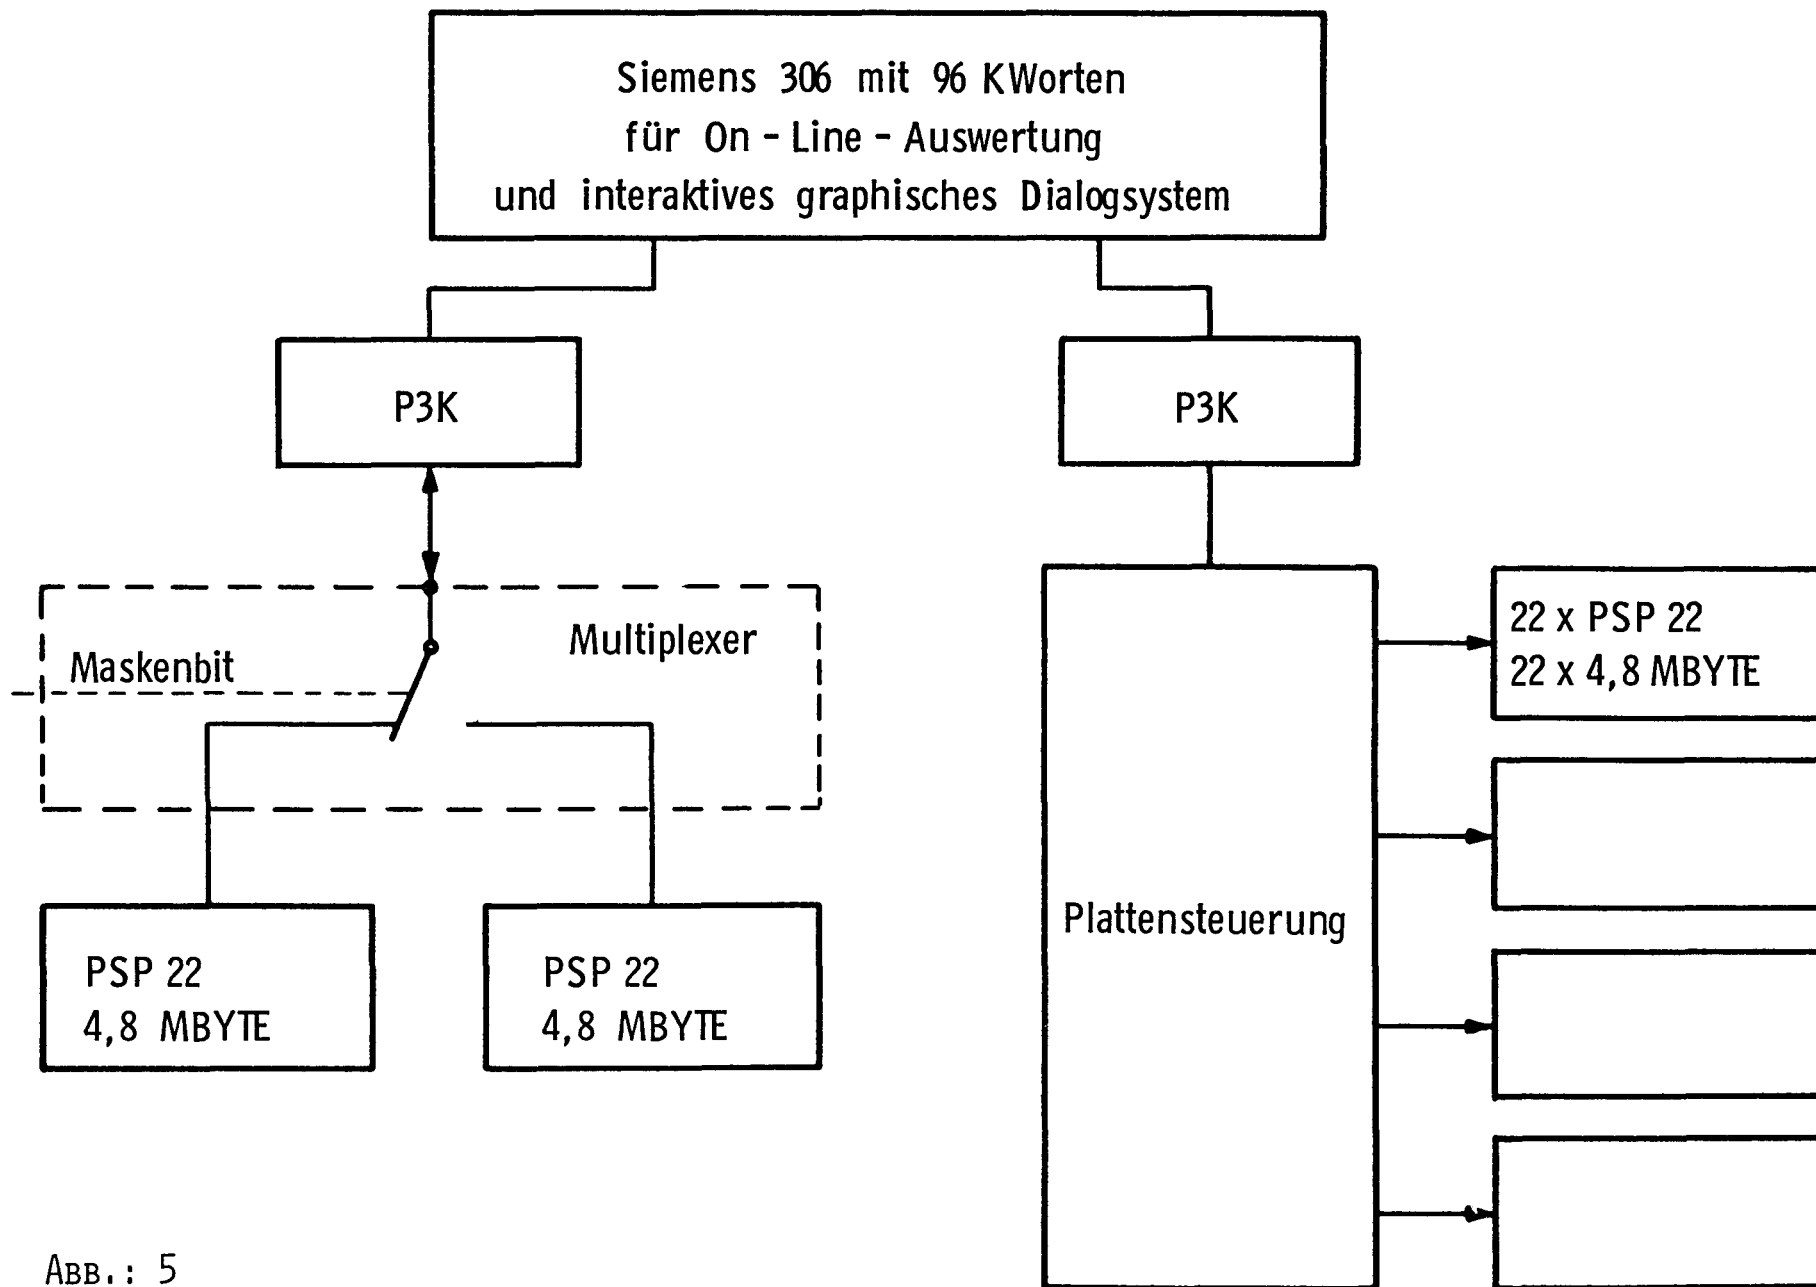 Siemens 306 mit 96 KWorten
für On - Line - Auswertung
und interaktives graphisches Dialogsystem
P3K
P3K
Multiplexer
Maskenbit
22 x PSP 22
22 x 4,8 MBYTE
Plattensteuerung
PSP 22
4,8 MBYTE
PSP 22
4,8 MBYTE
ABB.: 5